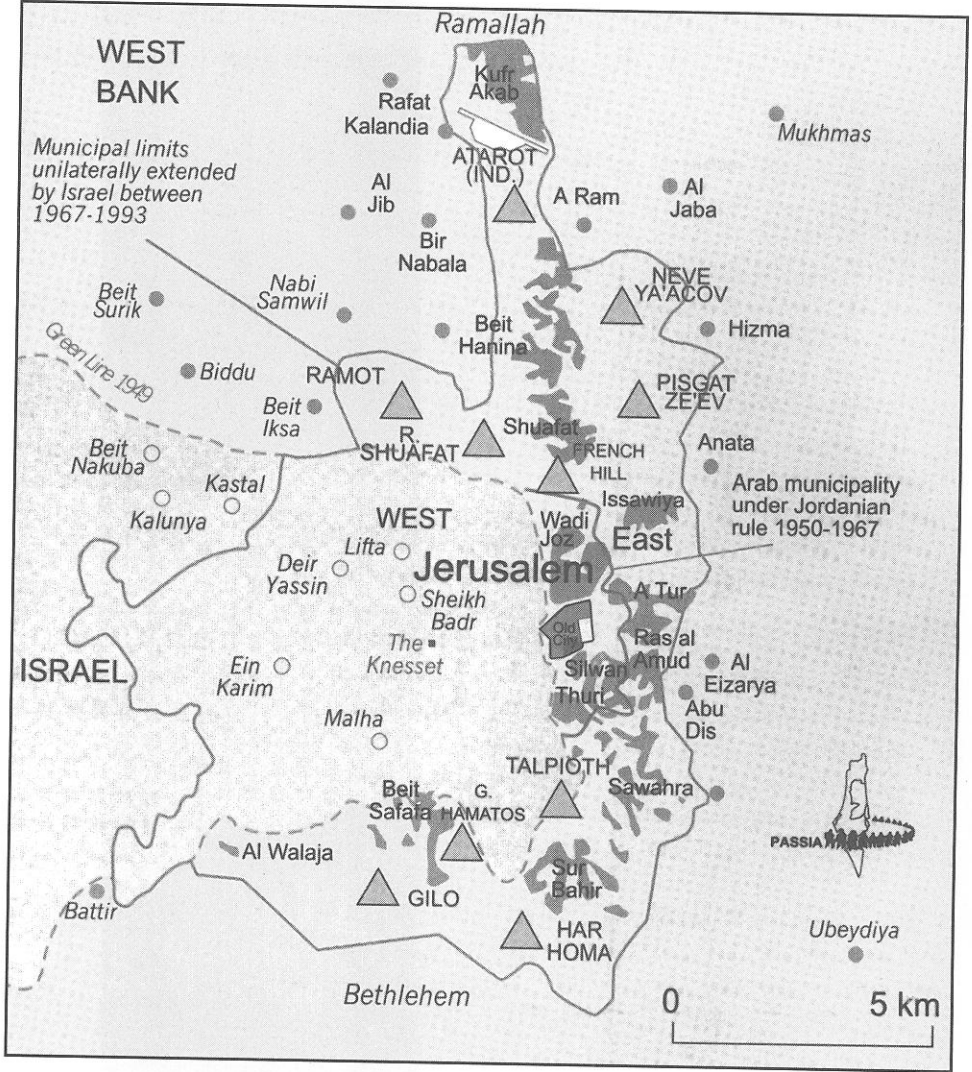 Ramallah
WEST
BANK
Kufr
Akab
Rafat
Kalandia
Mukhmas
Municipal limits
unilaterally extended
by Israel between
1967-1993
ATAROT
(IND.)
Al
Jib
A Ram
Al
Jaba
Bir
Nabala
Nabi
Samwil
NEVE
YA'ACOV
Beit
Surik
Beit
Hanina
Hizma
Green Line 1949
Biddu
RAMOT
PISGAT
ZE'EV
Beit
Iksa
R.
SHUAFAT
Shuafat
FRENCH
HILL
Anata
Beit
Nakuba
Kastal
Kalunya
Arab municipality
under Jordanian
rule 1950-1967
Issawiya
WEST
Wadi
Joz
East
Lifta
Jerusalem
Deir
Yassin
Sheikh
Badr
A Tur
Old
City
The
Knesset
Ras al
Amud
ISRAEL
Ein
Karim
Silwan
Al
Eizarya
Thuri
Abu
Dis
Malha
TALPIOTH
Beit
Safafa
G.
HAMATOS
Sawahra
PASSIA
Al Walaja
Sur
Bahir
Battir
GILO
HAR
HOMA
Ubeydiya
Bethlehem
0 5 km